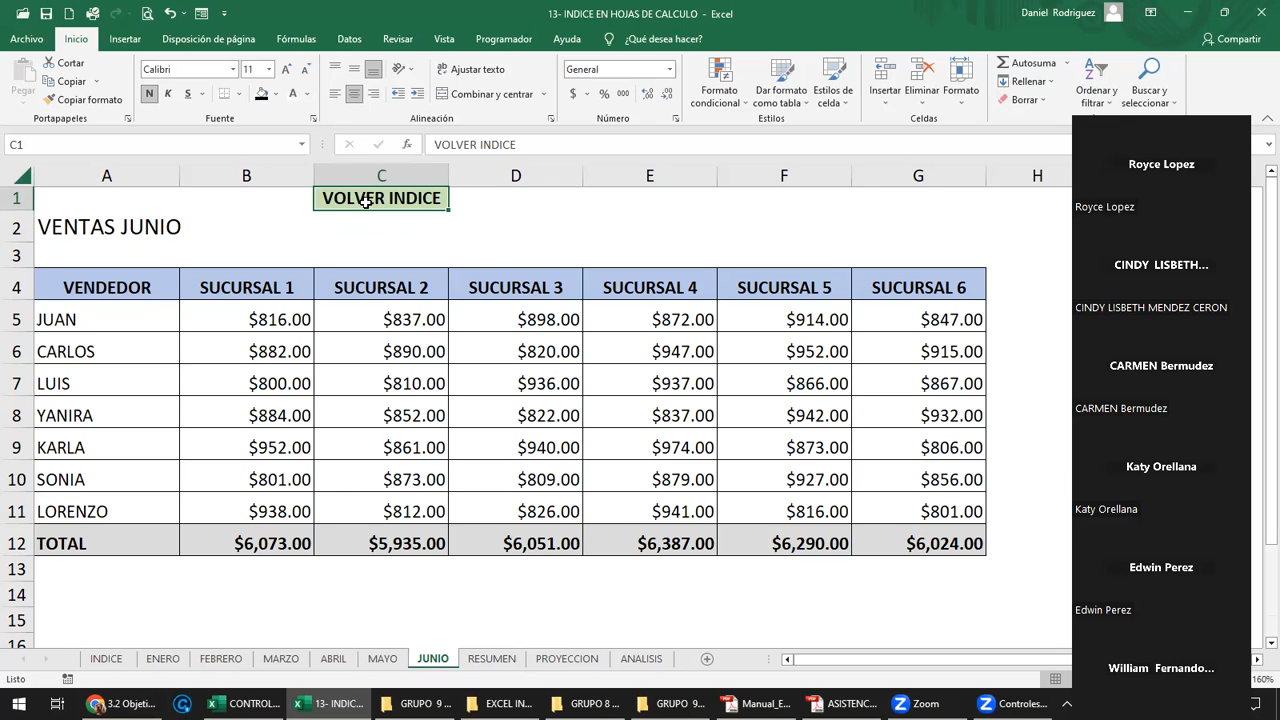 13- INDICE EN HOJAS DE CALCULO - Excel
Daniel Rodriguez
Archivo Inicio Insertar Disposición de página Fórmulas Datos Revisar Vista Programador Ayuda ¿Qué desea hacer? Compartir
Pegar
Cortar
Copiar
Copiar formato
Portapapeles
Calibri 11
N K S
Fuente
Ajustar texto
Combinar y centrar
Alineación
General
$ % 000
Número
Formato condicional
Dar formato como tabla
Estilos de celda
Estilos
Insertar Eliminar Formato
Celdas
Autosuma
Rellenar
Borrar
Ordenar y filtrar
Buscar y seleccionar
Edición
C1 fx VOLVER INDICE
A B C D E F G H
1 VOLVER INDICE
2 VENTAS JUNIO
3
4 VENDEDOR SUCURSAL 1 SUCURSAL 2 SUCURSAL 3 SUCURSAL 4 SUCURSAL 5 SUCURSAL 6
5 JUAN $816.00 $837.00 $898.00 $872.00 $914.00 $847.00
6 CARLOS $882.00 $890.00 $820.00 $947.00 $952.00 $915.00
7 LUIS $800.00 $810.00 $936.00 $937.00 $866.00 $867.00
8 YANIRA $884.00 $852.00 $822.00 $837.00 $942.00 $932.00
9 KARLA $952.00 $861.00 $940.00 $974.00 $873.00 $806.00
10 SONIA $801.00 $873.00 $809.00 $879.00 $927.00 $856.00
11 LORENZO $938.00 $812.00 $826.00 $941.00 $816.00 $801.00
12 TOTAL $6,073.00 $5,935.00 $6,051.00 $6,387.00 $6,290.00 $6,024.00
13
14
15
16
Royce Lopez
Royce Lopez
CINDY LISBETH...
CINDY LISBETH MENDEZ CERON
CARMEN Bermudez
CARMEN Bermudez
Katy Orellana
Katy Orellana
Edwin Perez
Edwin Perez
William Fernando...
INDICE ENERO FEBRERO MARZO ABRIL MAYO JUNIO RESUMEN PROYECCION ANALISIS
Listo 160%
3.2 Objeti... CONTROL... 13- INDIC... GRUPO 9... EXCEL IN... GRUPO 8... GRUPO 9... Manual_E... ASISTENC... Zoom Controles...